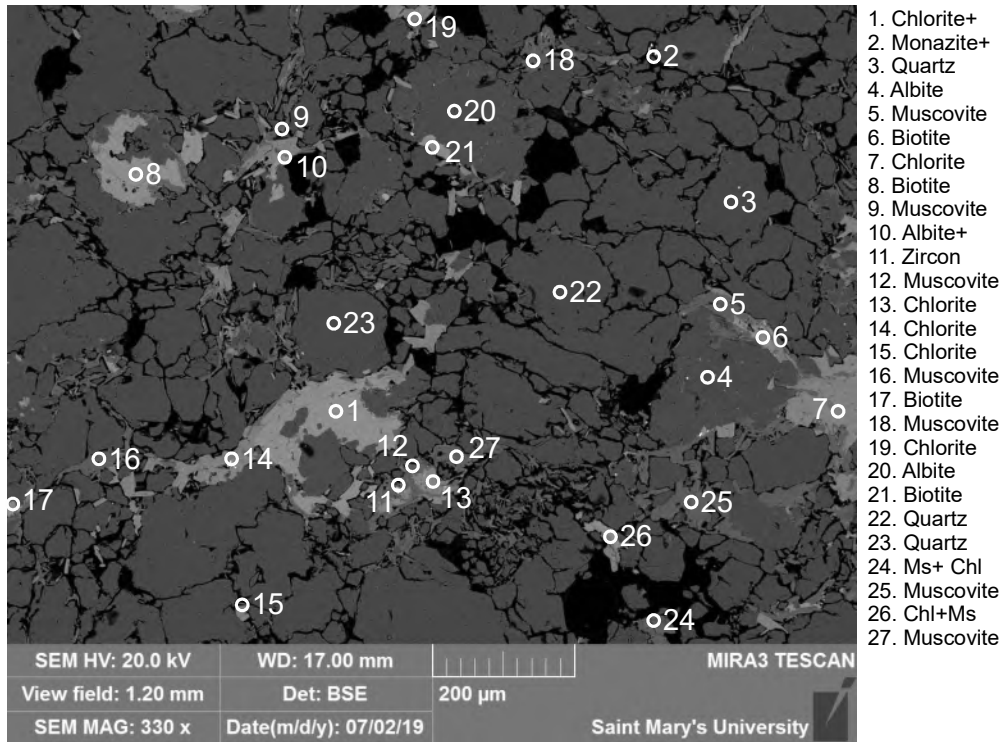 19
18
2
20
9
21
10
8
3
22
5
23
6
4
1
7
12
27
16
14
11
13
17
25
26
15
24
1. Chlorite+
2. Monazite+
3. Quartz
4. Albite
5. Muscovite
6. Biotite
7. Chlorite
8. Biotite
9. Muscovite
10. Albite+
11. Zircon
12. Muscovite
13. Chlorite
14. Chlorite
15. Chlorite
16. Muscovite
17. Biotite
18. Muscovite
19. Chlorite
20. Albite
21. Biotite
22. Quartz
23. Quartz
24. Ms+ Chl
25. Muscovite
26. Chl+Ms
27. Muscovite
SEM HV: 20.0 kV WD: 17.00 mm MIRA3 TESCAN
View field: 1.20 mm Det: BSE 200 µm
SEM MAG: 330 x Date(m/d/y): 07/02/19 Saint Mary's University